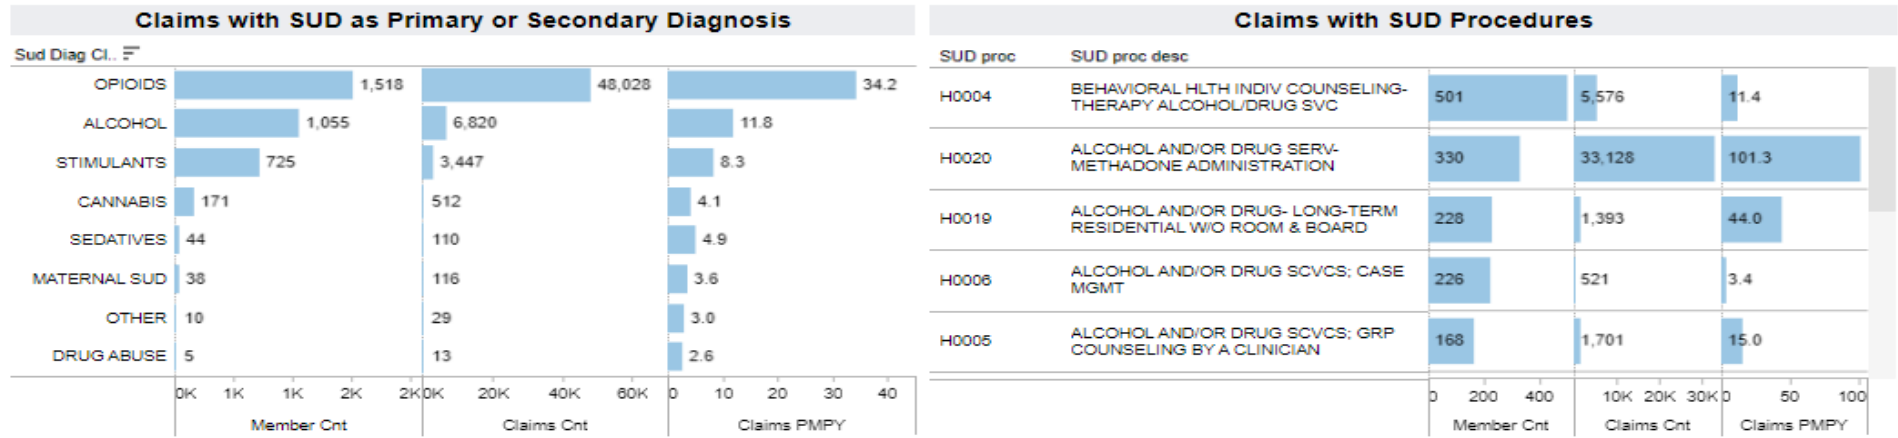 Claims with SUD as Primary or Secondary Diagnosis
Sud Diag Cl..
OPIOIDS 1,518 48,028 34.2
ALCOHOL 1,055 6,820 11.8
STIMULANTS 725 3,447 8.3
CANNABIS 171 512 4.1
SEDATIVES 44 110 4.9
MATERNAL SUD 38 116 3.6
OTHER 10 29 3.0
DRUG ABUSE 5 13 2.6
0K 1K 1K 2K 2K 0K 20K 40K 60K 0 10 20 30 40
Member Cnt Claims Cnt Claims PMPY
Claims with SUD Procedures
SUD proc SUD proc desc
H0004 BEHAVIORAL HLTH INDIV COUNSELING-
THERAPY ALCOHOL/DRUG SVC
501 5,576 11.4
H0020 ALCOHOL AND/OR DRUG SERV-
METHADONE ADMINISTRATION
330 33,128 101.3
H0019 ALCOHOL AND/OR DRUG- LONG-TERM
RESIDENTIAL W/O ROOM & BOARD
228 1,393 44.0
H0006 ALCOHOL AND/OR DRUG SCVCS; CASE
MGMT
226 521 3.4
H0005 ALCOHOL AND/OR DRUG SCVCS; GRP
COUNSELING BY A CLINICIAN
168 1,701 15.0
0 200 400 10K 20K 30K 0 50 100
Member Cnt Claims Cnt Claims PMPY